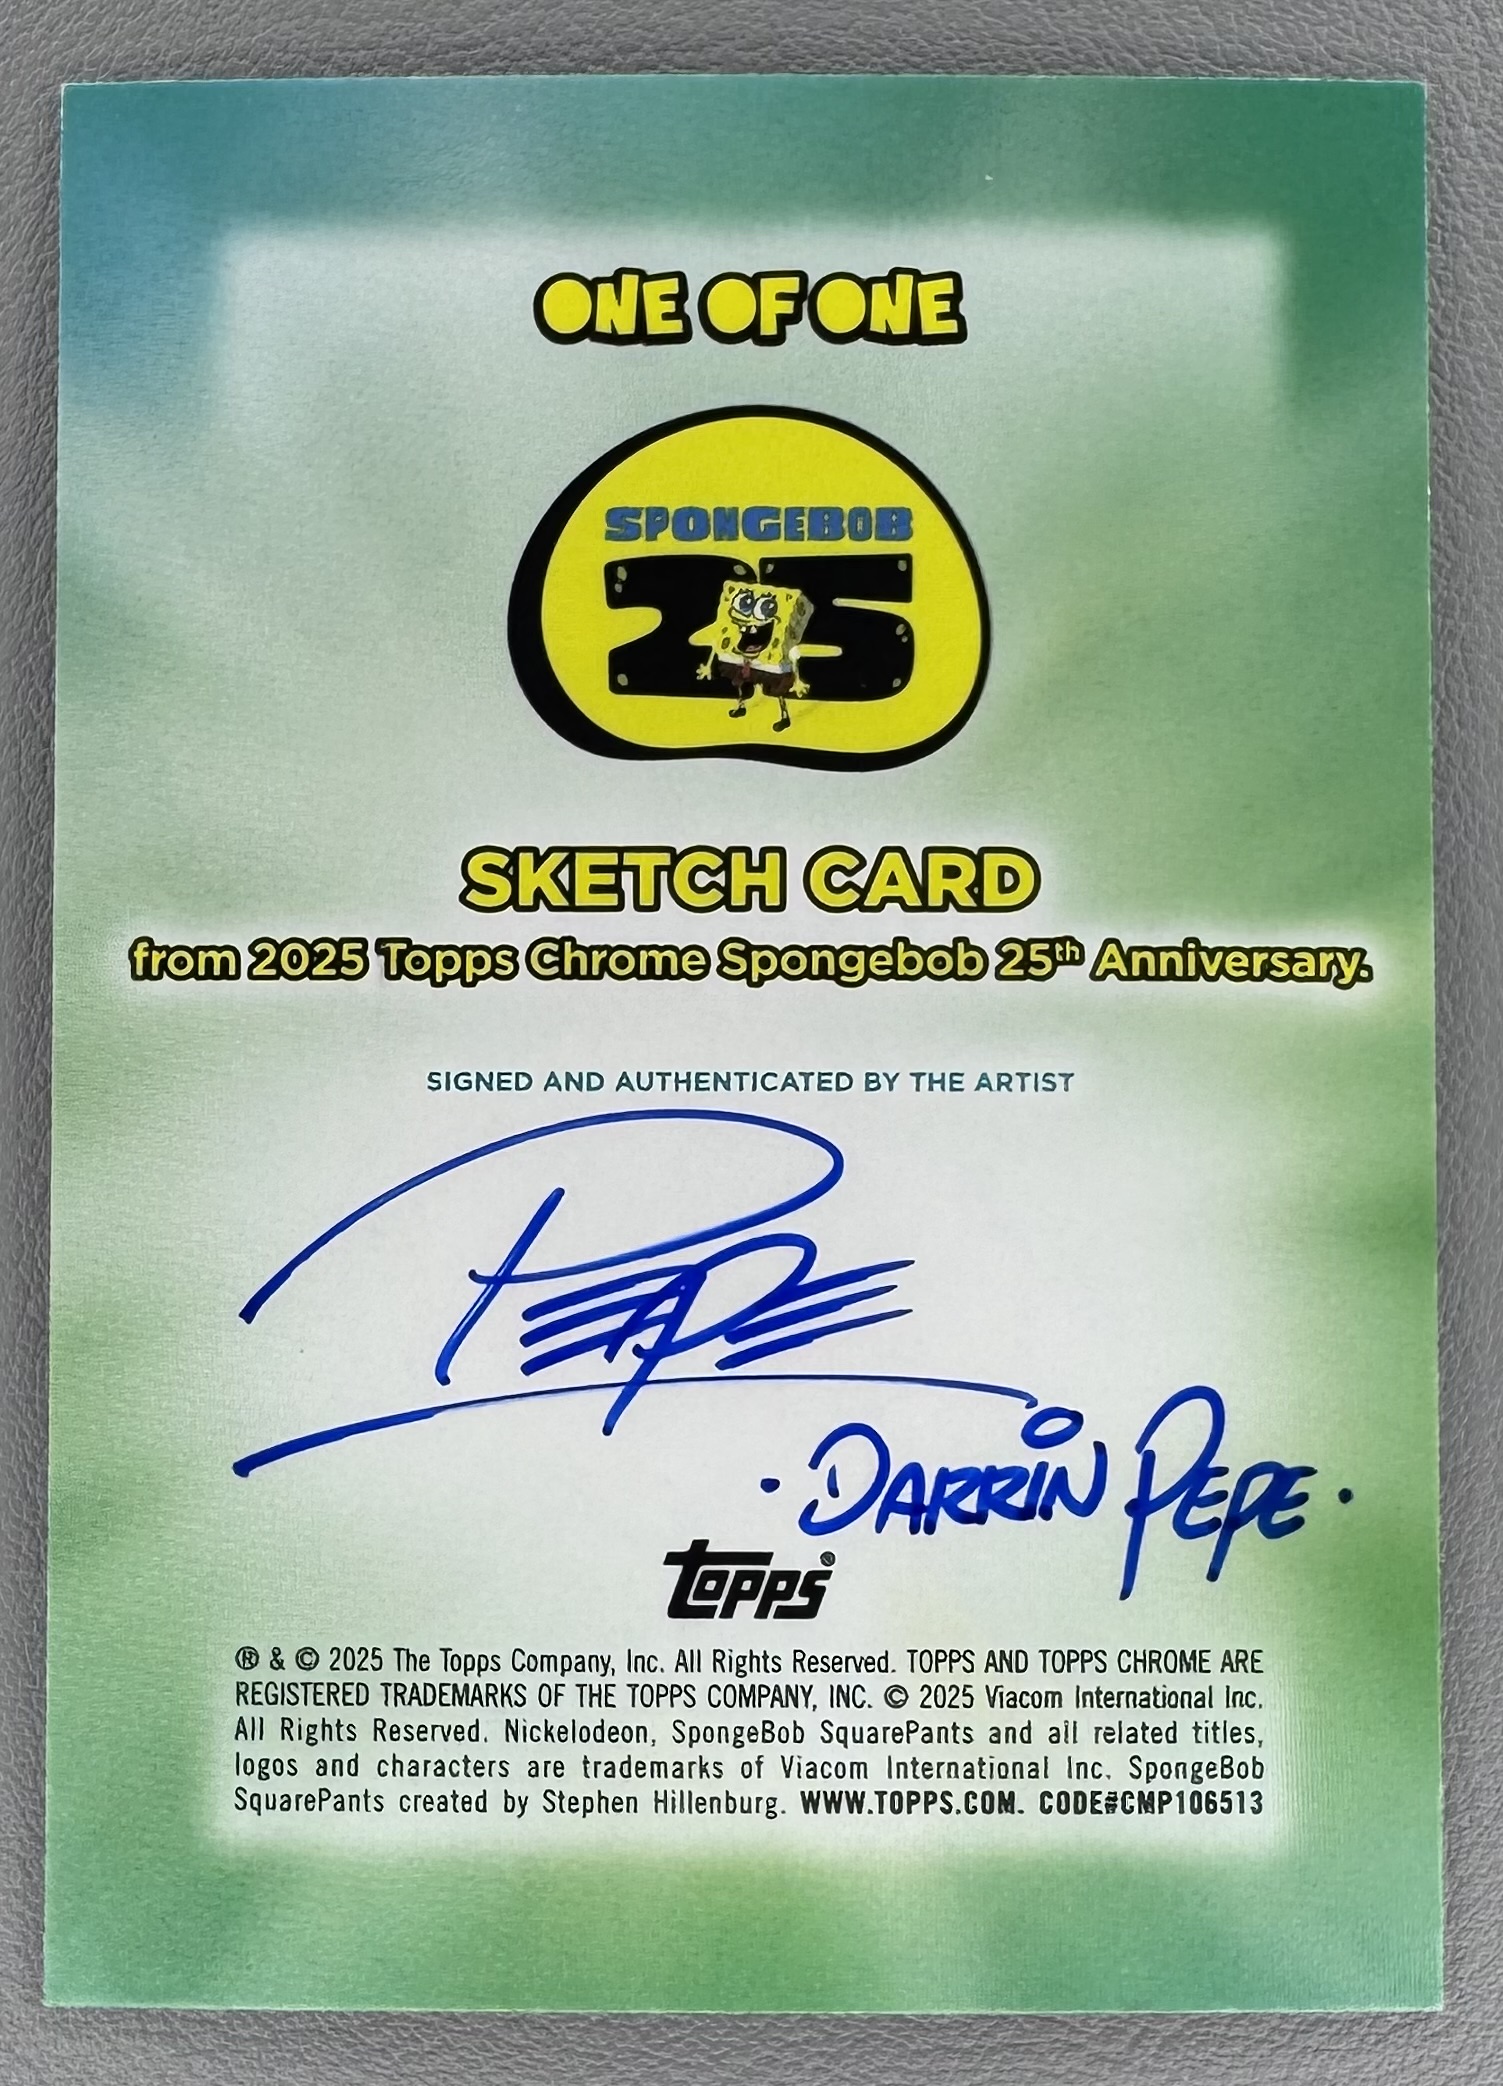 ONE OF ONE
SPONGEBOB
25
SKETCH CARD
from 2025 Topps Chrome Spongebob 25th Anniversary.
SIGNED AND AUTHENTICATED BY THE ARTIST
PEPE
· DARRIN PEPE ·
topps®
® & © 2025 The Topps Company, Inc. All Rights Reserved. TOPPS AND TOPPS CHROME ARE
REGISTERED TRADEMARKS OF THE TOPPS COMPANY, INC. © 2025 Viacom International Inc.
All Rights Reserved. Nickelodeon, SpongeBob SquarePants and all related titles,
logos and characters are trademarks of Viacom International Inc. SpongeBob
SquarePants created by Stephen Hillenburg. WWW.TOPPS.COM. CODE#CMP106513